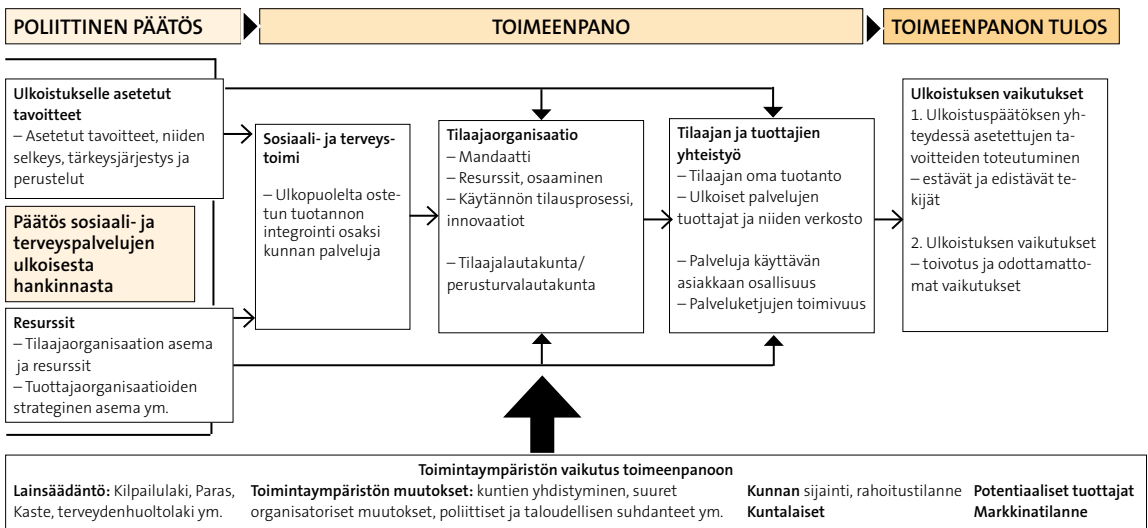 POLIITTINEN PÄÄTÖS
TOIMEENPANO
TOIMEENPANON TULOS
Ulkoistukselle asetetut
tavoitteet
– Asetetut tavoitteet, niiden
selkeys, tärkeysjärjestys ja
perustelut
Päätös sosiaali- ja
terveyspalvelujen
ulkoisesta
hankinnasta
Resurssit
– Tilaajaorganisaation asema
ja resurssit
– Tuottajaorganisaatioiden
strateginen asema ym.
Sosiaali- ja terveys-
toimi
– Ulkopuolelta oste-
tun tuotannon
integrointi osaksi
kunnan palveluja
Tilaajaorganisaatio
– Mandaatti
– Resurssit, osaaminen
– Käytännön tilausprosessi,
innovaatiot
– Tilaajalautakunta/
perusturvalautakunta
Tilaajan ja tuottajien
yhteistyö
– Tilaajan oma tuotanto
– Ulkoiset palvelujen
tuottajat ja niiden verkosto
– Palveluja käyttävän
asiakkaan osallisuus
– Palveluketjujen toimivuus
Ulkoistuksen vaikutukset
1. Ulkoistuspäätöksen yh-
teydessä asetettujen ta-
voitteiden toteutuminen
– estävät ja edistävät te-
kijät
2. Ulkoistuksen vaikutukset
– toivotus ja odottamatto-
mat vaikutukset
Toimintaympäristön vaikutus toimeenpanoon
Lainsäädäntö: Kilpailulaki, Paras,
Kaste, terveydenhuoltolaki ym.
Toimintaympäristön muutokset: kuntien yhdistyminen, suuret
organisatoriset muutokset, poliittiset ja taloudellisen suhdanteet ym.
Kunnan sijainti, rahoitustilanne
Kuntalaiset
Potentiaaliset tuottajat
Markkinatilanne